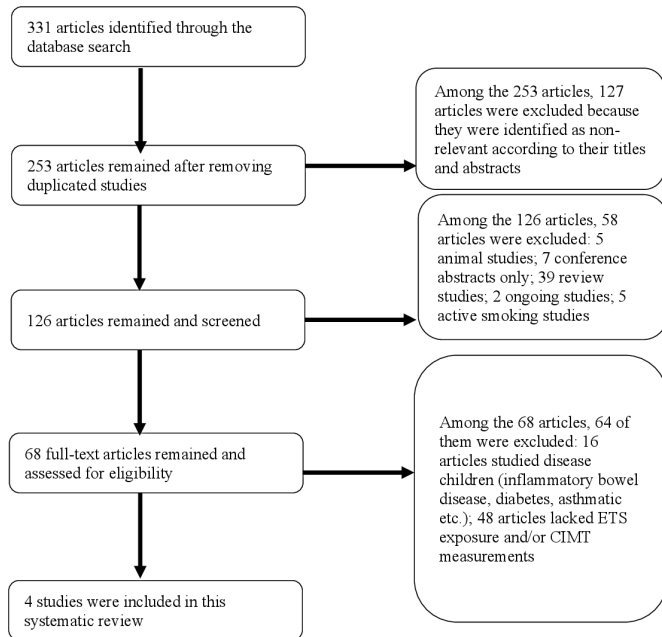 331 articles identified through the
database search
Among the 253 articles, 127
articles were excluded because
they were identified as non-
relevant according to their titles
and abstracts
253 articles remained after removing
duplicated studies
Among the 126 articles, 58
articles were excluded: 5
animal studies; 7 conference
abstracts only; 39 review
studies; 2 ongoing studies; 5
active smoking studies
126 articles remained and screened
Among the 68 articles, 64 of
them were excluded: 16
articles studied disease
children (inflammatory bowel
disease, diabetes, asthmatic
etc.); 48 articles lacked ETS
exposure and/or CIMT
measurements
68 full-text articles remained and
assessed for eligibility
4 studies were included in this
systematic review